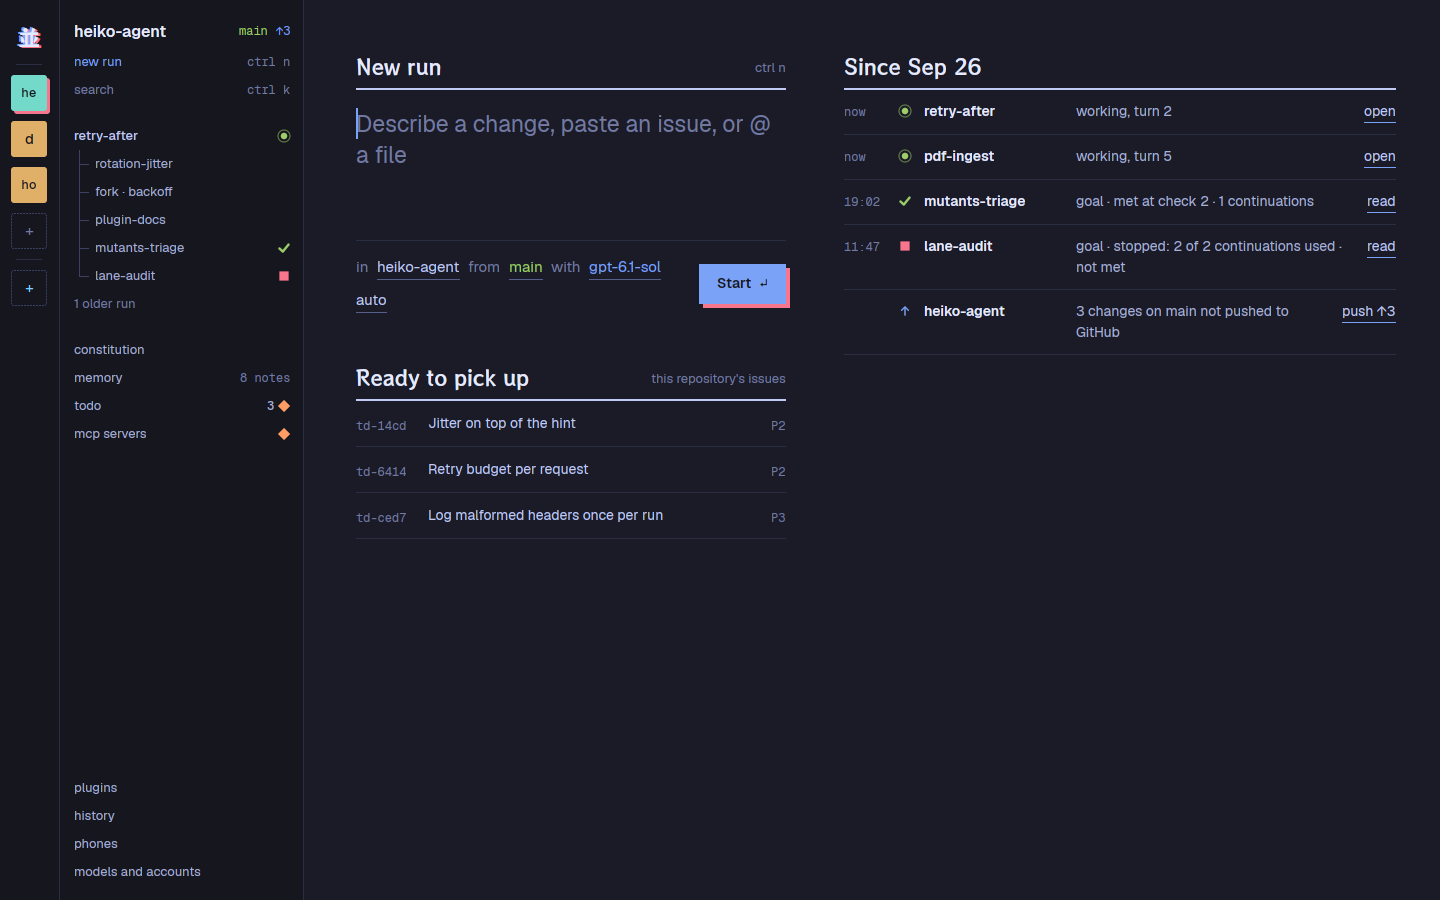 heiko-agent main ↑3
new run ctrl n
search ctrl k
he
d
ho
+
+
retry-after
rotation-jitter
fork · backoff
plugin-docs
mutants-triage
lane-audit
1 older run
constitution
memory 8 notes
todo 3
mcp servers
plugins
history
phones
models and accounts
New run ctrl n
Describe a change, paste an issue, or @
a file
in heiko-agent from main with gpt-6.1-sol
auto
Start ↵
Ready to pick up this repository's issues
td-14cd Jitter on top of the hint P2
td-6414 Retry budget per request P2
td-ced7 Log malformed headers once per run P3
Since Sep 26
now retry-after working, turn 2 open
now pdf-ingest working, turn 5 open
19:02 mutants-triage goal · met at check 2 · 1 continuations read
11:47 lane-audit goal · stopped: 2 of 2 continuations used · read
not met
↑ heiko-agent 3 changes on main not pushed to push ↑3
GitHub